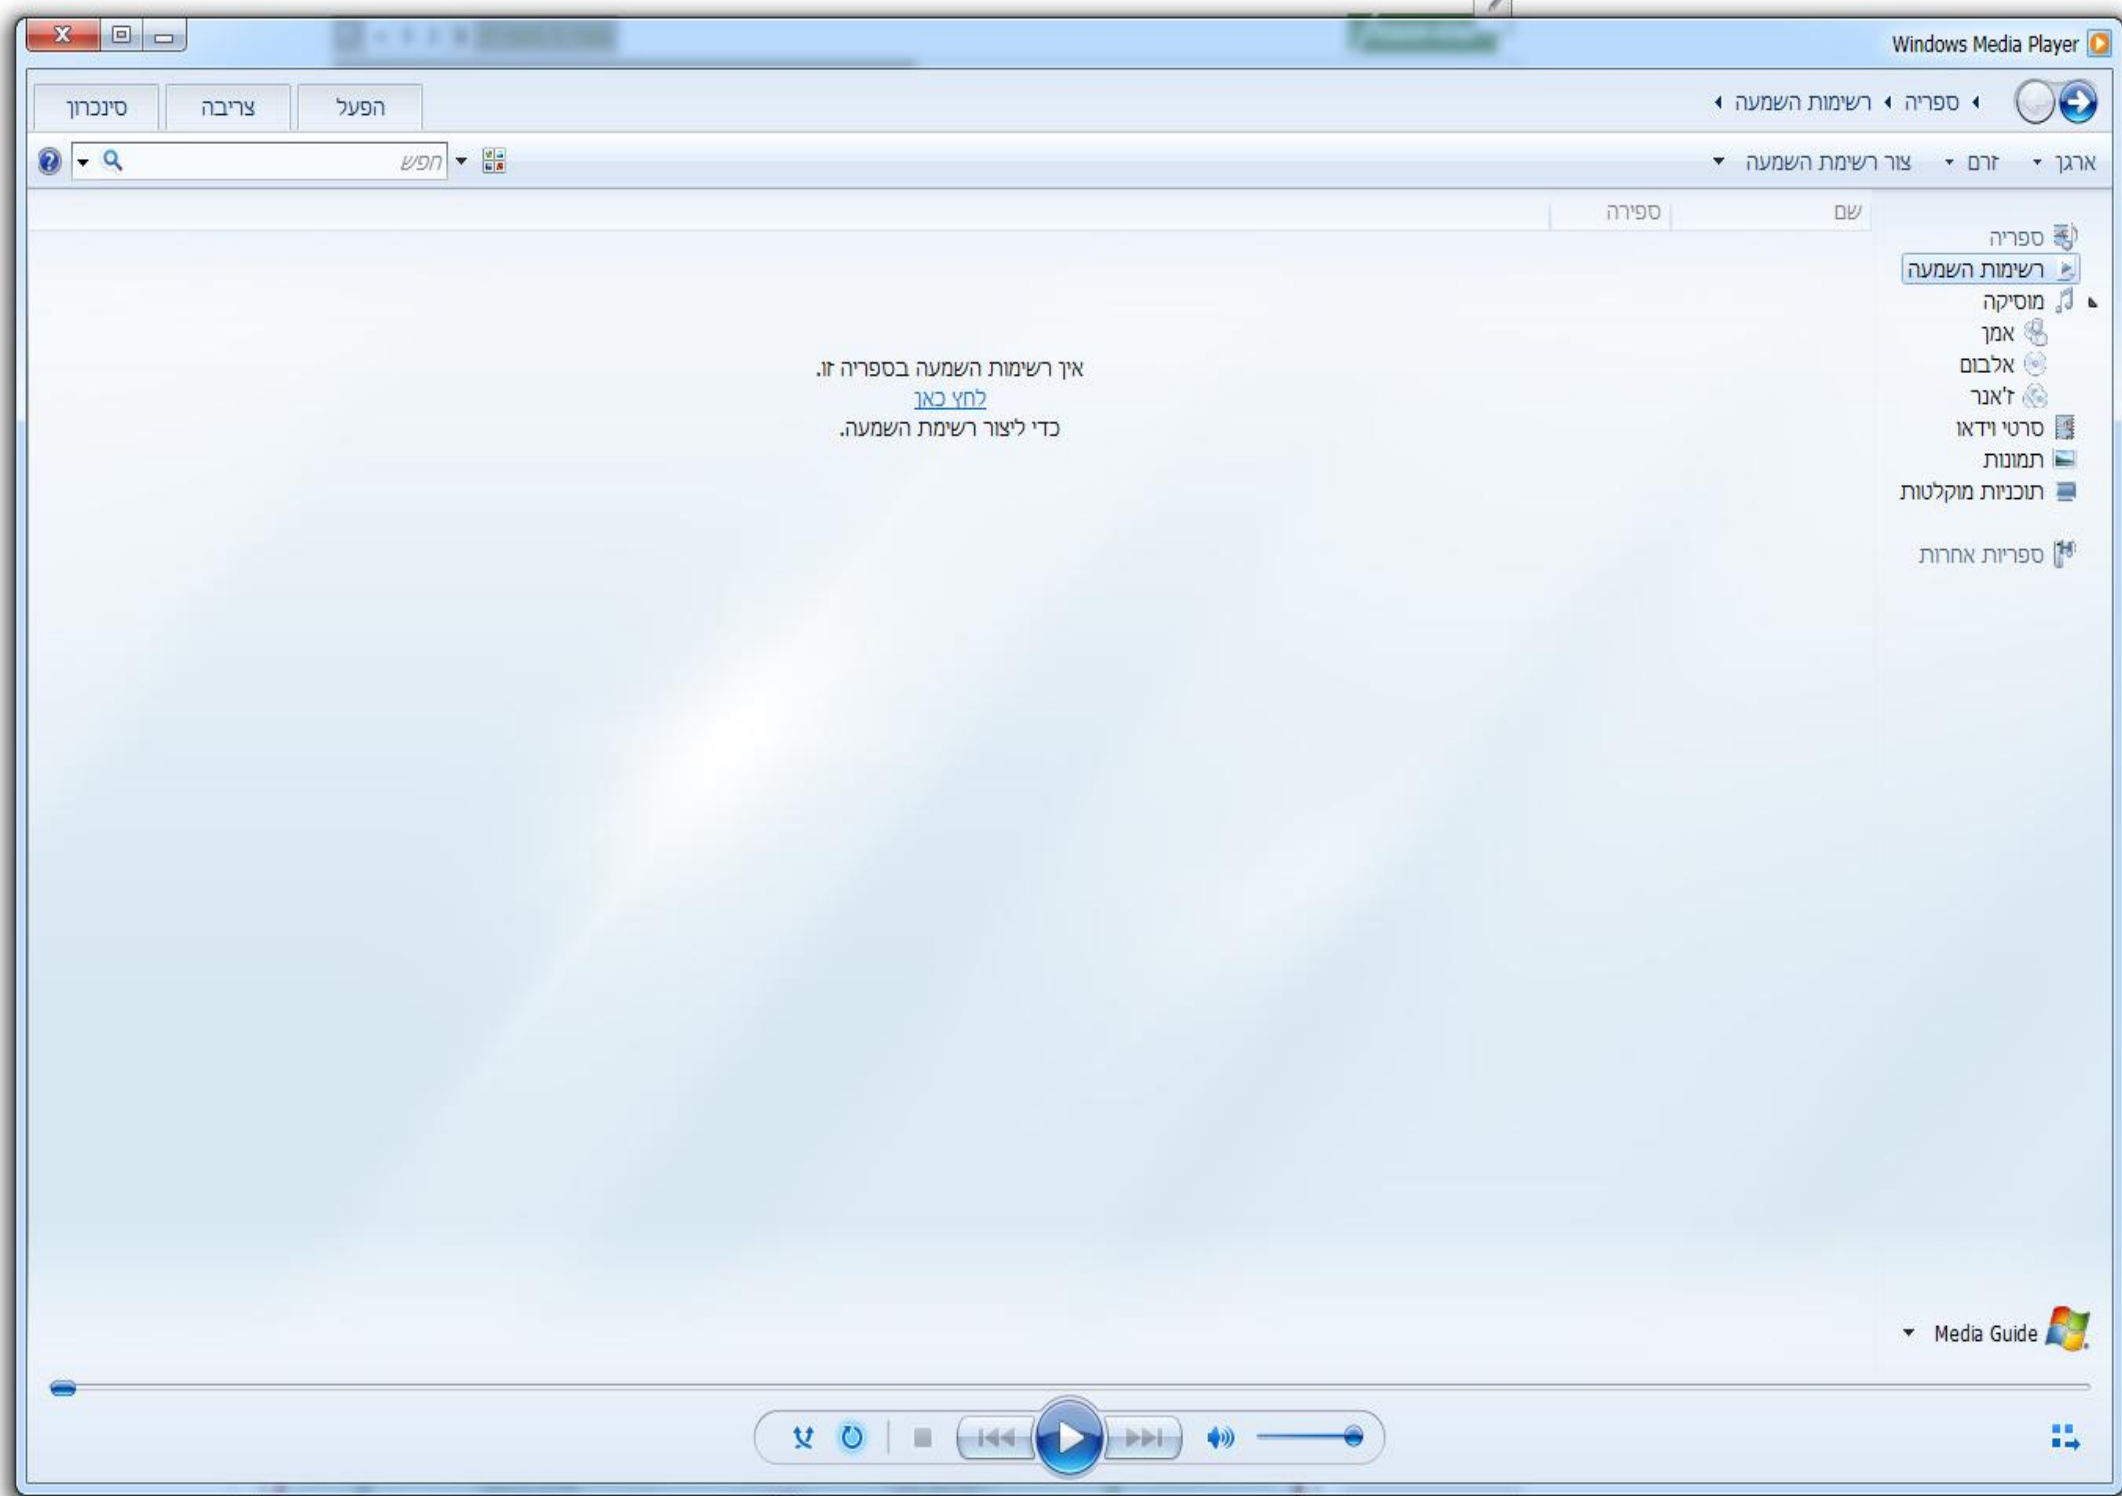 Windows Media Player
ספריה
רשימות השמעה
הפעל
צריבה
סינכרון
ארגן
זרם
צור רשימת השמעה
חפש
שם
ספירה
ספריה
רשימות השמעה
מוסיקה
אמן
אלבום
ז'אנר
סרטי וידאו
תמונות
תוכניות מוקלטות
ספריות אחרות
אין רשימות השמעה בספריה זו.
לחץ כאן
כדי ליצור רשימת השמעה.
Media Guide